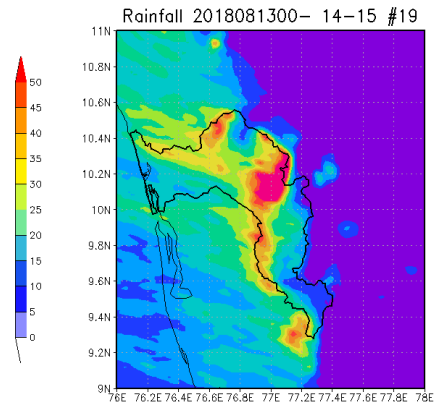 Rainfall 2018081300– 14–15 #19
11N
10.8N
10.6N
10.4N
10.2N
10N
9.8N
9.6N
9.4N
9.2N
9N
76E 76.2E 76.4E 76.6E 76.8E 77E 77.2E 77.4E 77.6E 77.8E 78E
50
45
40
35
30
25
20
15
10
5
0